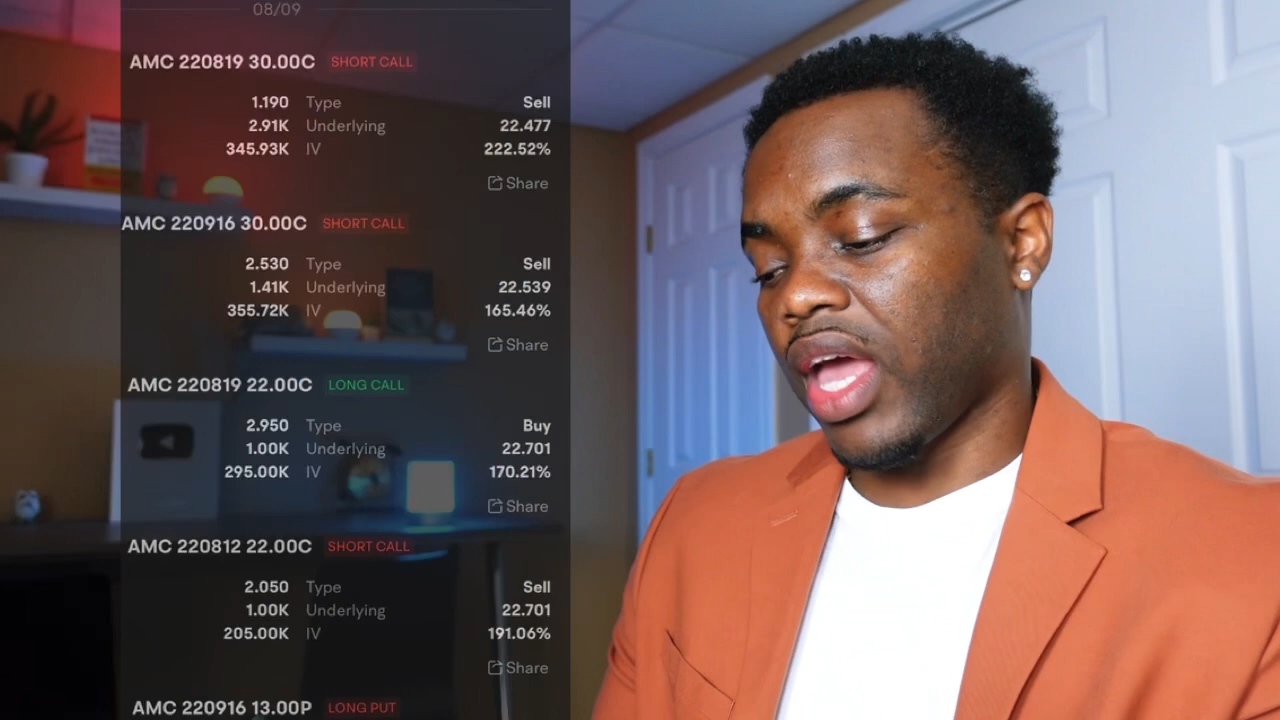 08/09
AMC 220819 30.00C SHORT CALL
1.190 Type Sell
2.91K Underlying 22.477
345.93K IV 222.52%
Share
AMC 220916 30.00C SHORT CALL
2.530 Type Sell
1.41K Underlying 22.539
355.72K IV 165.46%
Share
AMC 220819 22.00C LONG CALL
2.950 Type Buy
1.00K Underlying 22.701
295.00K IV 170.21%
Share
AMC 220812 22.00C SHORT CALL
2.050 Type Sell
1.00K Underlying 22.701
205.00K IV 191.06%
Share
AMC 220916 13.00P LONG PUT